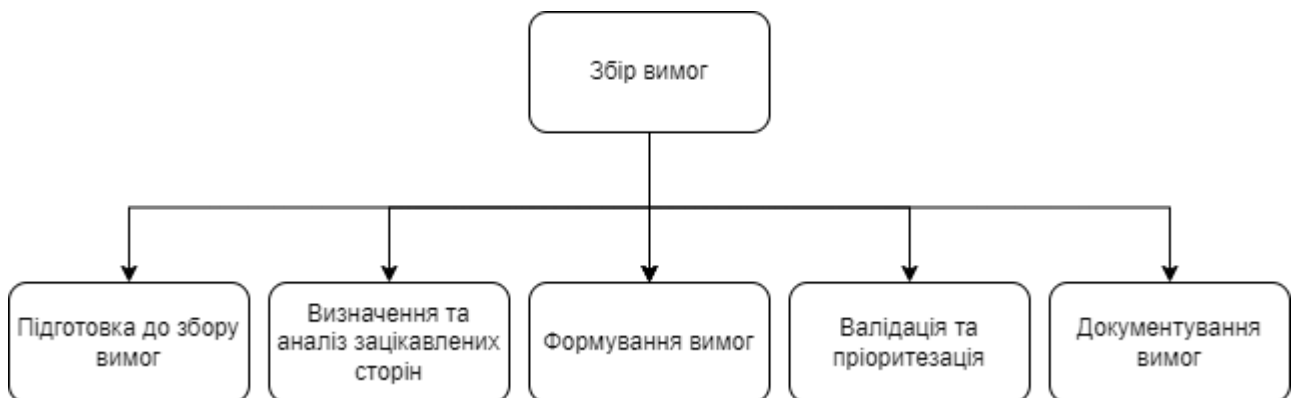 Збір вимог
Підготовка до збору
вимог
Визначення та
аналіз зацікавлених
сторін
Формування вимог
Валідація та
пріоритезація
Документування
вимог